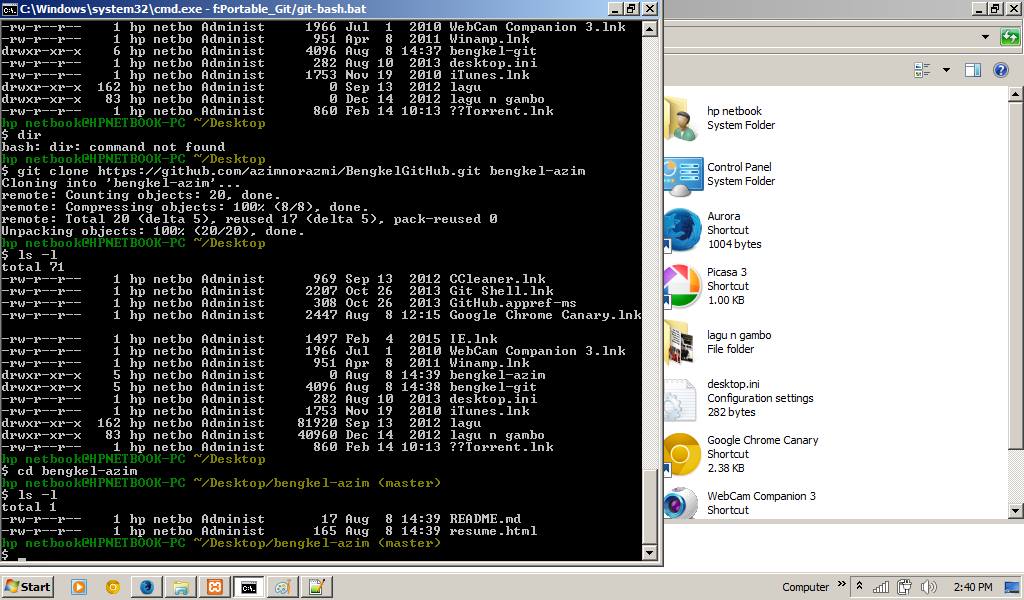 C:\Windows\system32\cmd.exe - f:Portable_Git/git-bash.bat
-rw-r--r-- 1 hp netbo Administ 1966 Jul 1 2010 WebCam Companion 3.lnk
-rw-r--r-- 1 hp netbo Administ 951 Apr 8 2011 Winamp.lnk
drwxr-xr-x 6 hp netbo Administ 4096 Aug 8 14:37 bengkel-git
-rw-r--r-- 1 hp netbo Administ 282 Aug 10 2013 desktop.ini
-rw-r--r-- 1 hp netbo Administ 1753 Nov 19 2010 iTunes.lnk
drwxr-xr-x 162 hp netbo Administ 0 Sep 13 2012 lagu
drwxr-xr-x 83 hp netbo Administ 0 Dec 14 2012 lagu n gambo
-rw-r--r-- 1 hp netbo Administ 860 Feb 14 10:13 ??Torrent.lnk
hp netbook@HPNETBOOK-PC ~/Desktop
$ dir
bash: dir: command not found
hp netbook@HPNETBOOK-PC ~/Desktop
$ git clone https://github.com/azimnorazmi/BengkelGitHub.git bengkel-azim
Cloning into 'bengkel-azim'...
remote: Counting objects: 20, done.
remote: Compressing objects: 100% (8/8), done.
remote: Total 20 (delta 5), reused 17 (delta 5), pack-reused 0
Unpacking objects: 100% (20/20), done.
hp netbook@HPNETBOOK-PC ~/Desktop
$ ls -l
total 71
-rw-r--r-- 1 hp netbo Administ 969 Sep 13 2012 CCleaner.lnk
-rw-r--r-- 1 hp netbo Administ 2207 Oct 26 2013 Git Shell.lnk
-rw-r--r-- 1 hp netbo Administ 308 Oct 26 2013 GitHub.appref-ms
-rw-r--r-- 1 hp netbo Administ 2447 Aug 8 12:15 Google Chrome Canary.lnk
-rw-r--r-- 1 hp netbo Administ 1497 Feb 4 2015 IE.lnk
-rw-r--r-- 1 hp netbo Administ 1966 Jul 1 2010 WebCam Companion 3.lnk
-rw-r--r-- 1 hp netbo Administ 951 Apr 8 2011 Winamp.lnk
drwxr-xr-x 5 hp netbo Administ 0 Aug 8 14:39 bengkel-azim
drwxr-xr-x 5 hp netbo Administ 4096 Aug 8 14:38 bengkel-git
-rw-r--r-- 1 hp netbo Administ 282 Aug 10 2013 desktop.ini
-rw-r--r-- 1 hp netbo Administ 1753 Nov 19 2010 iTunes.lnk
drwxr-xr-x 162 hp netbo Administ 81920 Sep 13 2012 lagu
drwxr-xr-x 83 hp netbo Administ 40960 Dec 14 2012 lagu n gambo
-rw-r--r-- 1 hp netbo Administ 860 Feb 14 10:13 ??Torrent.lnk
hp netbook@HPNETBOOK-PC ~/Desktop
$ cd bengkel-azim
hp netbook@HPNETBOOK-PC ~/Desktop/bengkel-azim (master)
$ ls -l
total 1
-rw-r--r-- 1 hp netbo Administ 17 Aug 8 14:39 README.md
-rw-r--r-- 1 hp netbo Administ 165 Aug 8 14:39 resume.html
hp netbook@HPNETBOOK-PC ~/Desktop/bengkel-azim (master)
$ _
hp netbook
System Folder
Control Panel
System Folder
Aurora
Shortcut
1004 bytes
Picasa 3
Shortcut
1.00 KB
lagu n gambo
File folder
desktop.ini
Configuration settings
282 bytes
Google Chrome Canary
Shortcut
2.38 KB
WebCam Companion 3
Shortcut
Start
Computer
2:40 PM